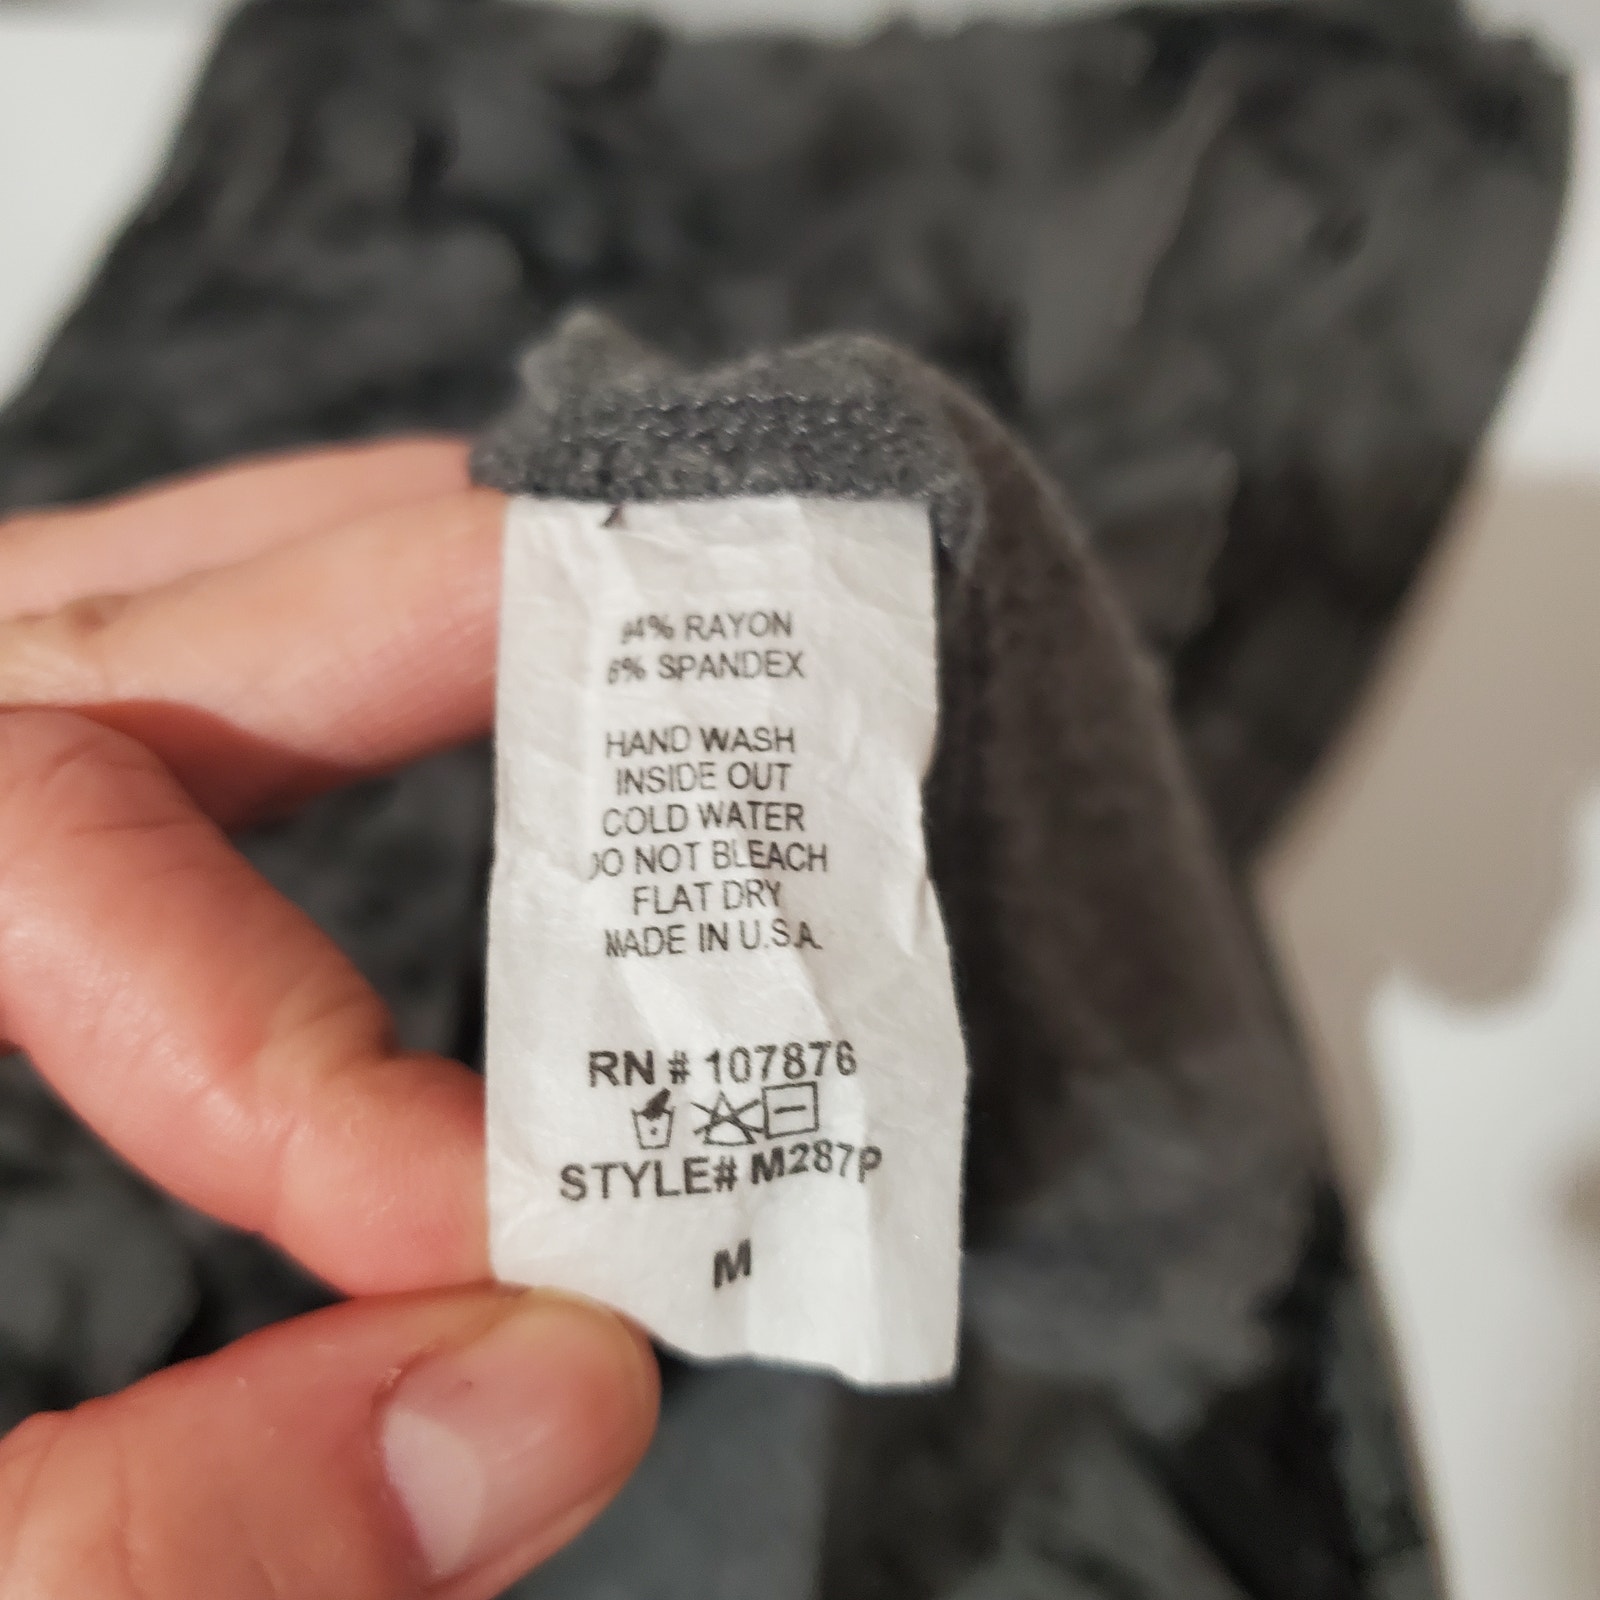 94% RAYON
6% SPANDEX
HAND WASH
INSIDE OUT
COLD WATER
DO NOT BLEACH
FLAT DRY
MADE IN U.S.A.
RN # 107876
STYLE# M287P
M